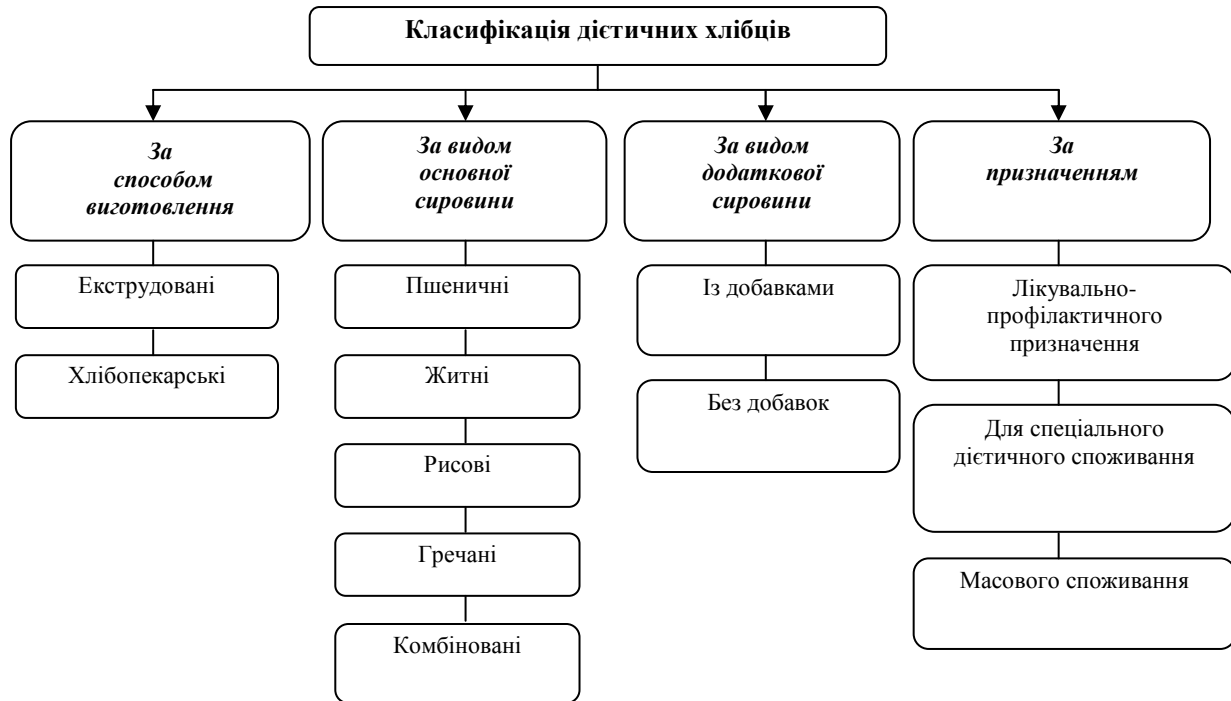 Класифікація дієтичних хлібців
За
способом
виготовлення
Екструдовані
Хлібопекарські
За видом
основної
сировини
Пшеничні
Житні
Рисові
Гречані
Комбіновані
За видом
додаткової
сировини
Із добавками
Без добавок
За
призначенням
Лікувально-
профілактичного
призначення
Для спеціального
дієтичного споживання
Масового споживання